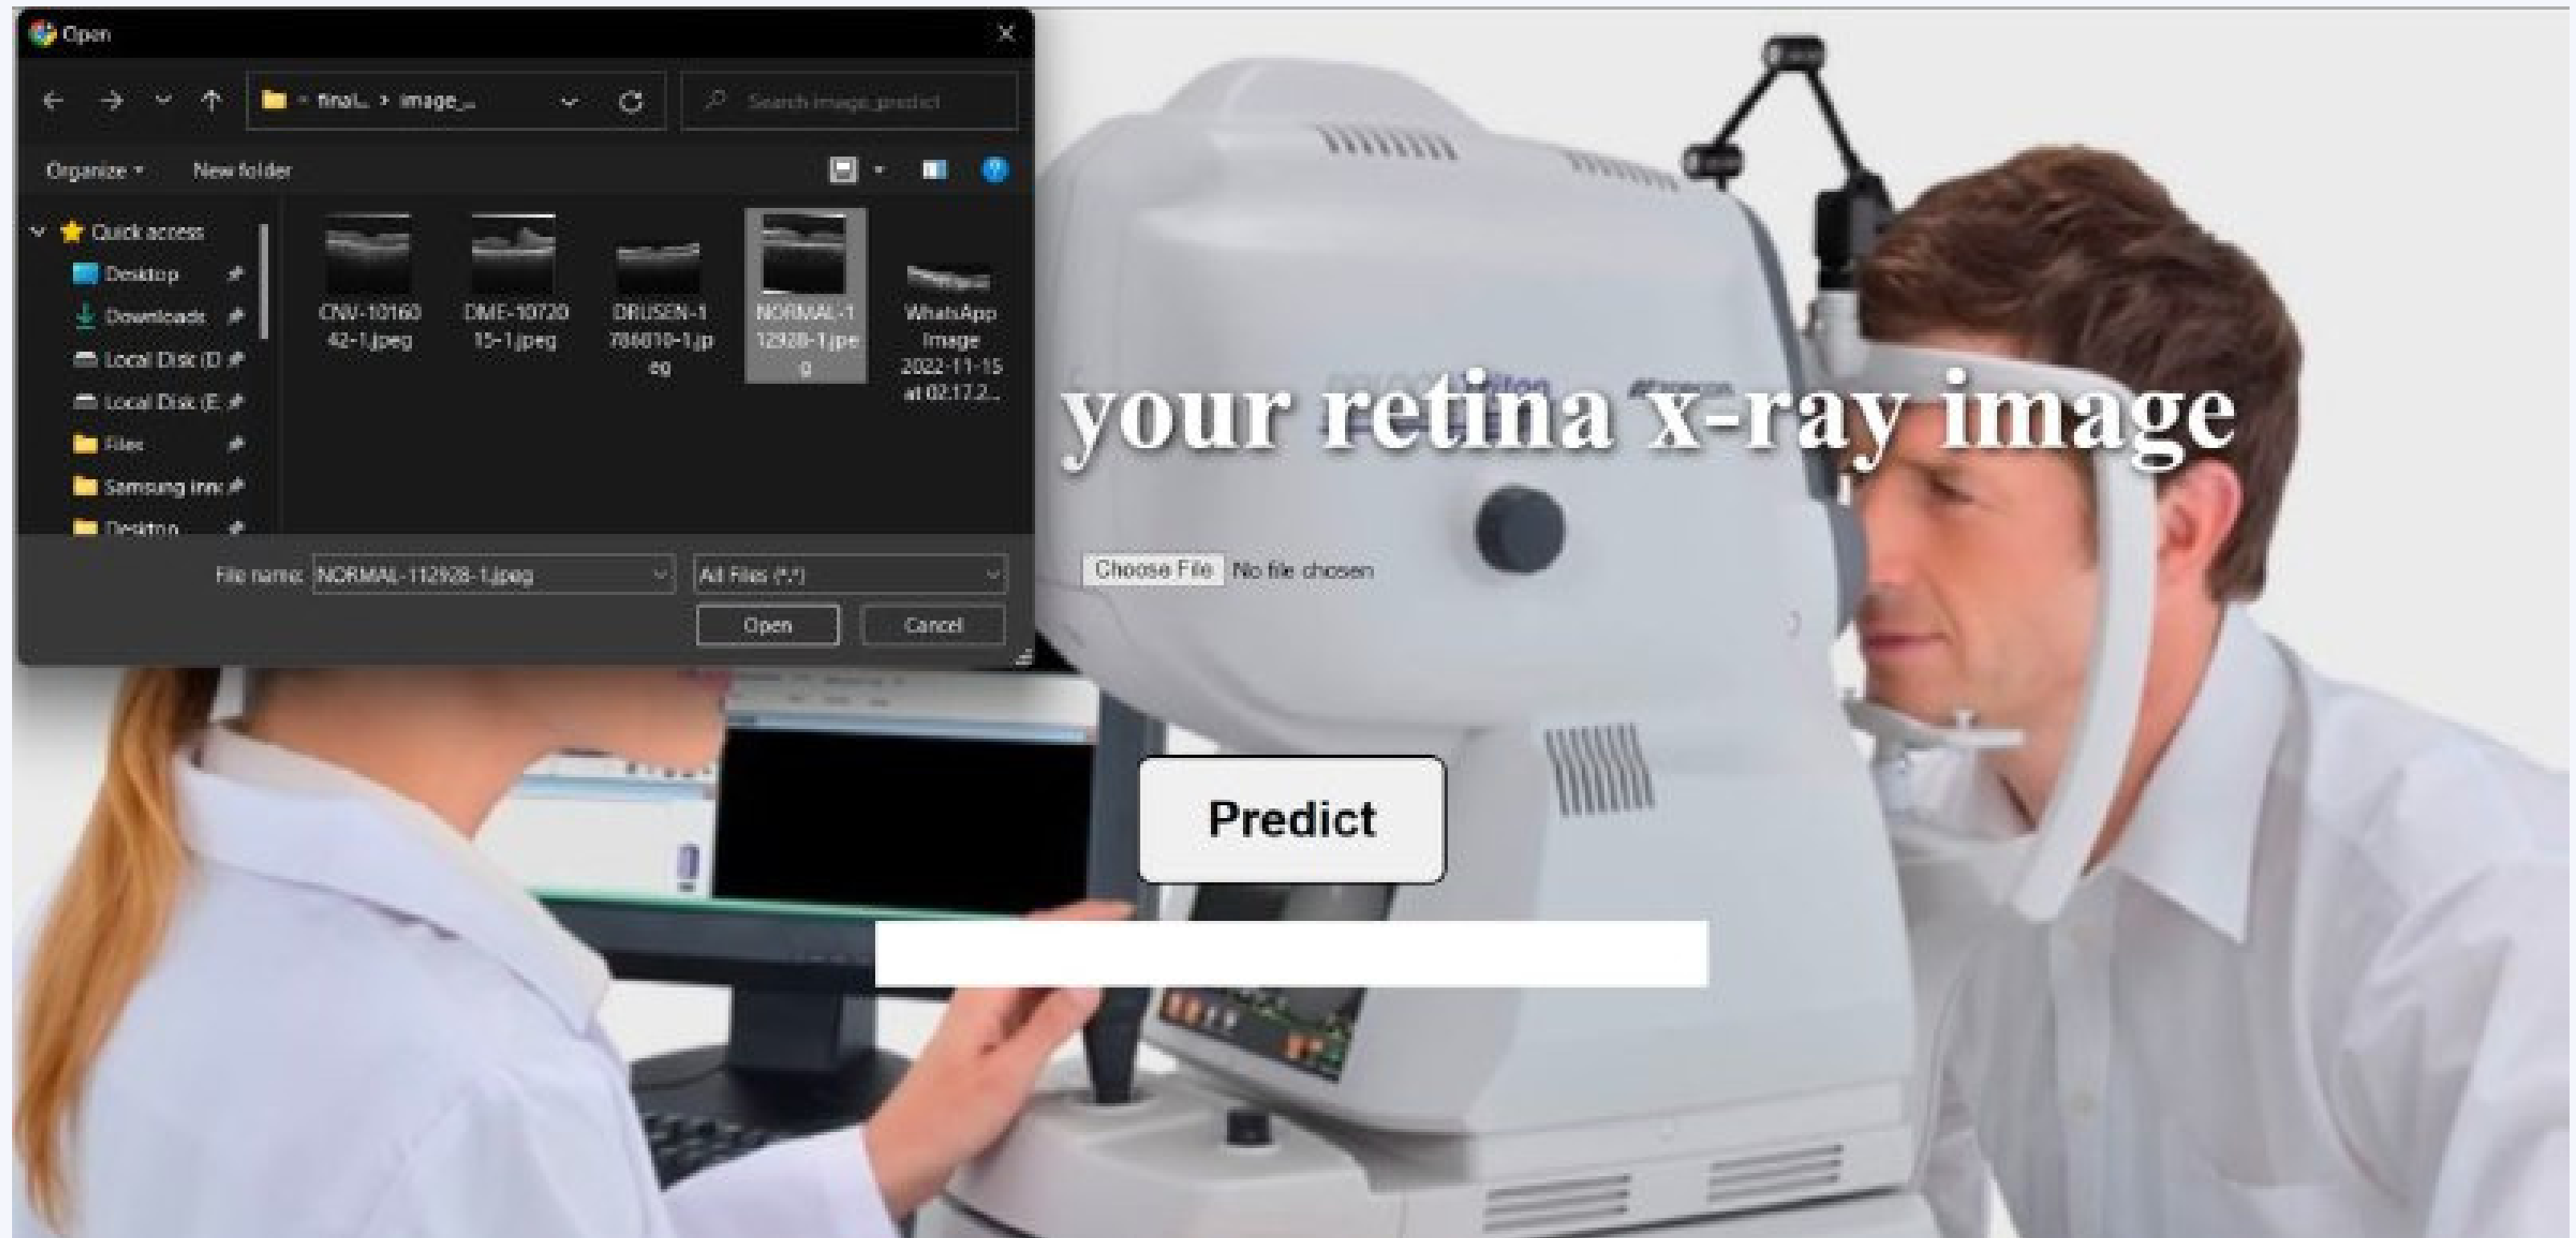 Open
final... > image_...
Search image_predict
Organize
New folder
Quick access
Desktop
Downloads
Local Disk (D
Local Disk (E
Files
Samsung inn
Desktop
CNV-10160
42-1.jpeg
DME-10720
15-1.jpeg
DRUSEN-1
786810-1.jp
eg
NORMAL-1
12928-1.jpe
g
WhatsApp
Image
2022-11-15
at 02.17.2...
File name:
NORMAL-112928-1.jpeg
All Files (*.*)
Open
Cancel
your retina x-ray image
Choose File No file chosen
Predict